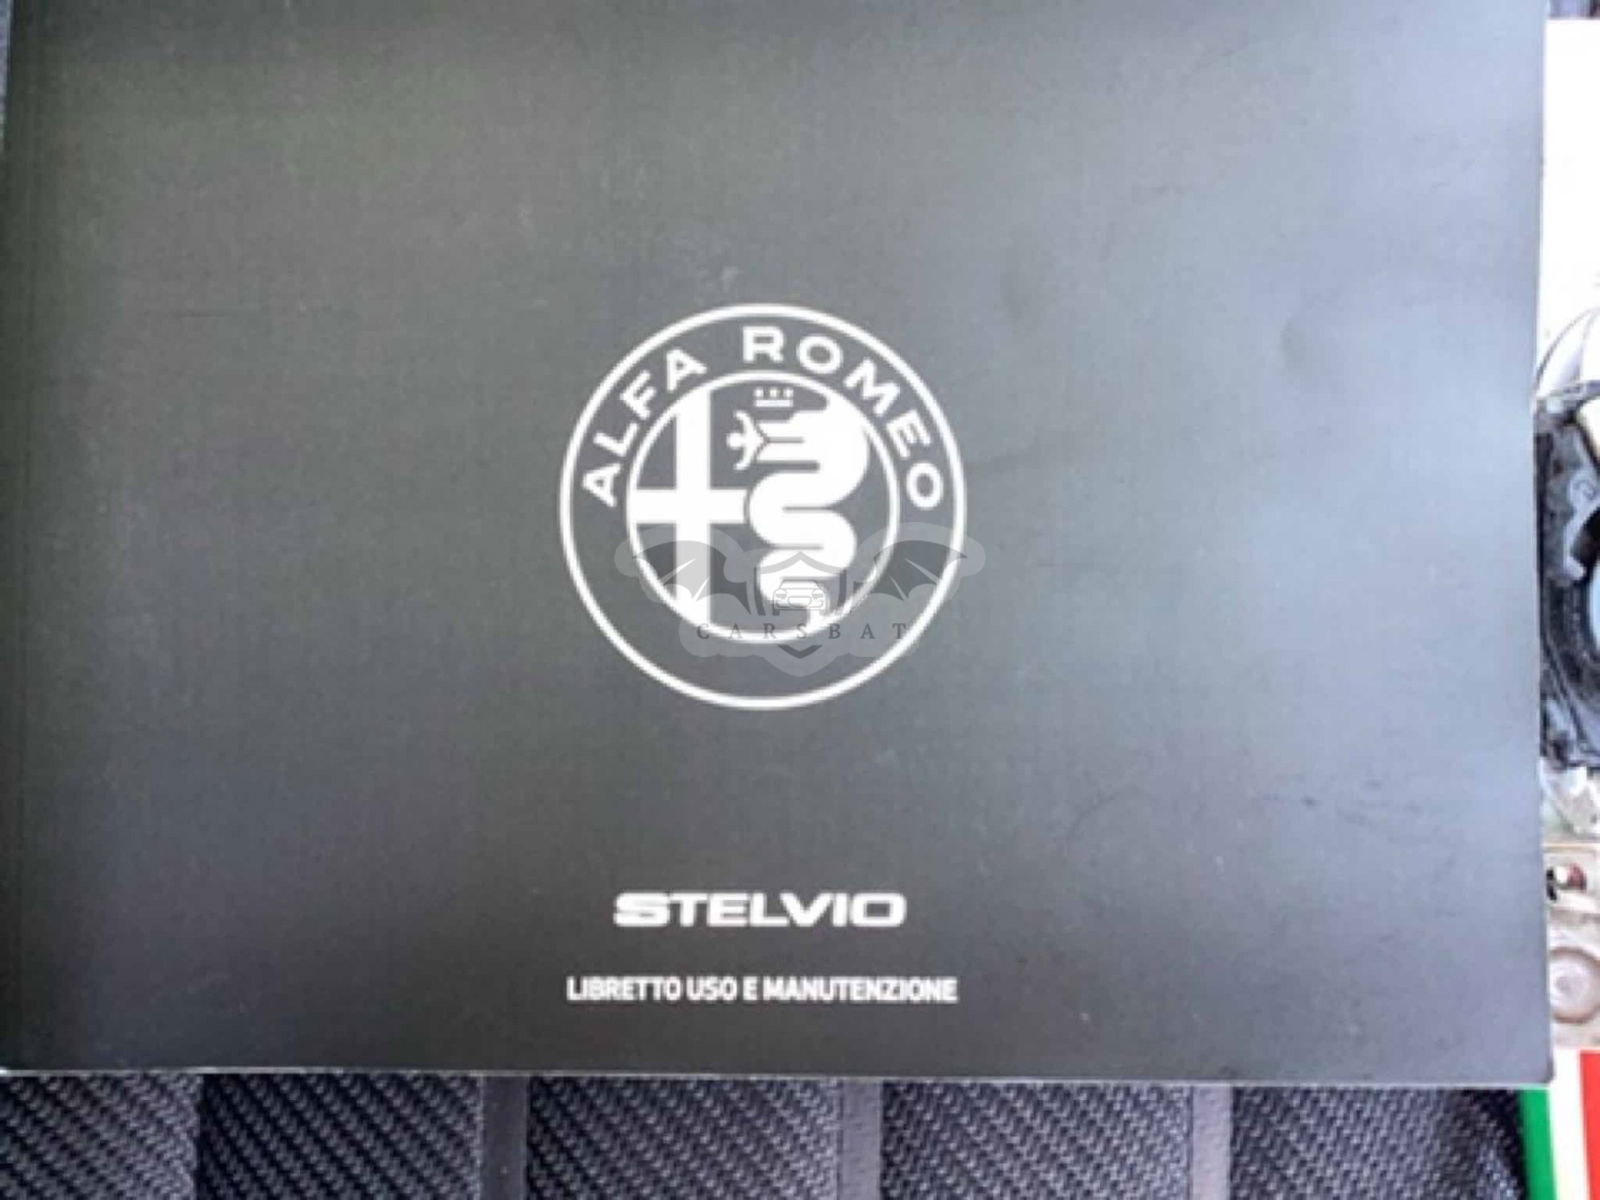 ALFA ROMEO
CARSBAT
STELVIO
LIBRETTO USO E MANUTENZIONE